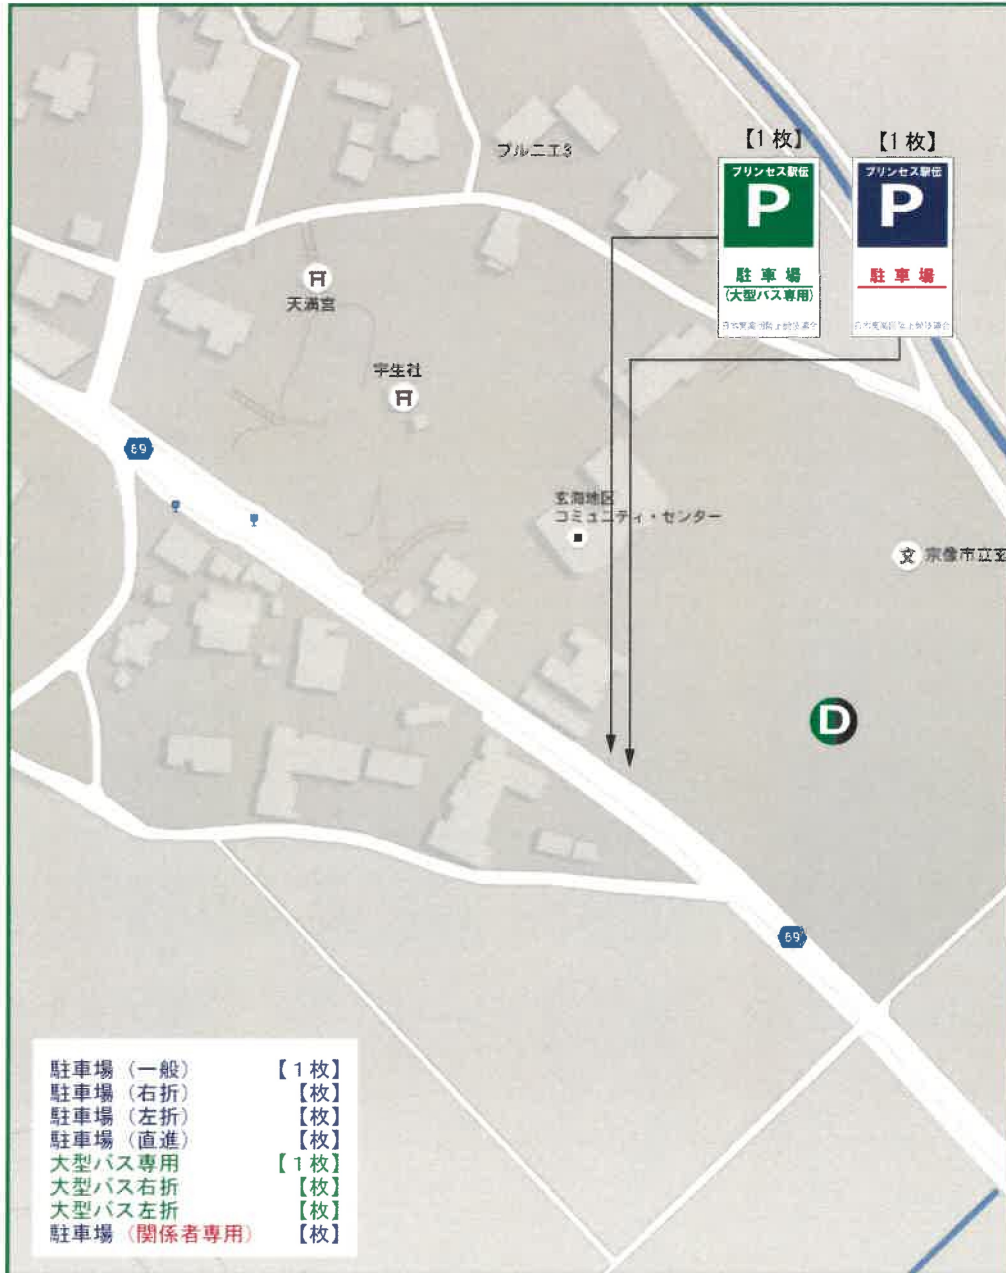 プルニエ3
【1枚】
プリンセス駅伝
P
駐車場
(大型バス専用)
【1枚】
プリンセス駅伝
P
駐車場
天満宮
宇生社
69
玄海地区
コミュニティ・センター
文 宗像市立玄
D
69
駐車場(一般) 【1枚】
駐車場(右折) 【枚】
駐車場(左折) 【枚】
駐車場(直進) 【枚】
大型バス専用 【1枚】
大型バス右折 【枚】
大型バス左折 【枚】
駐車場(関係者専用) 【枚】